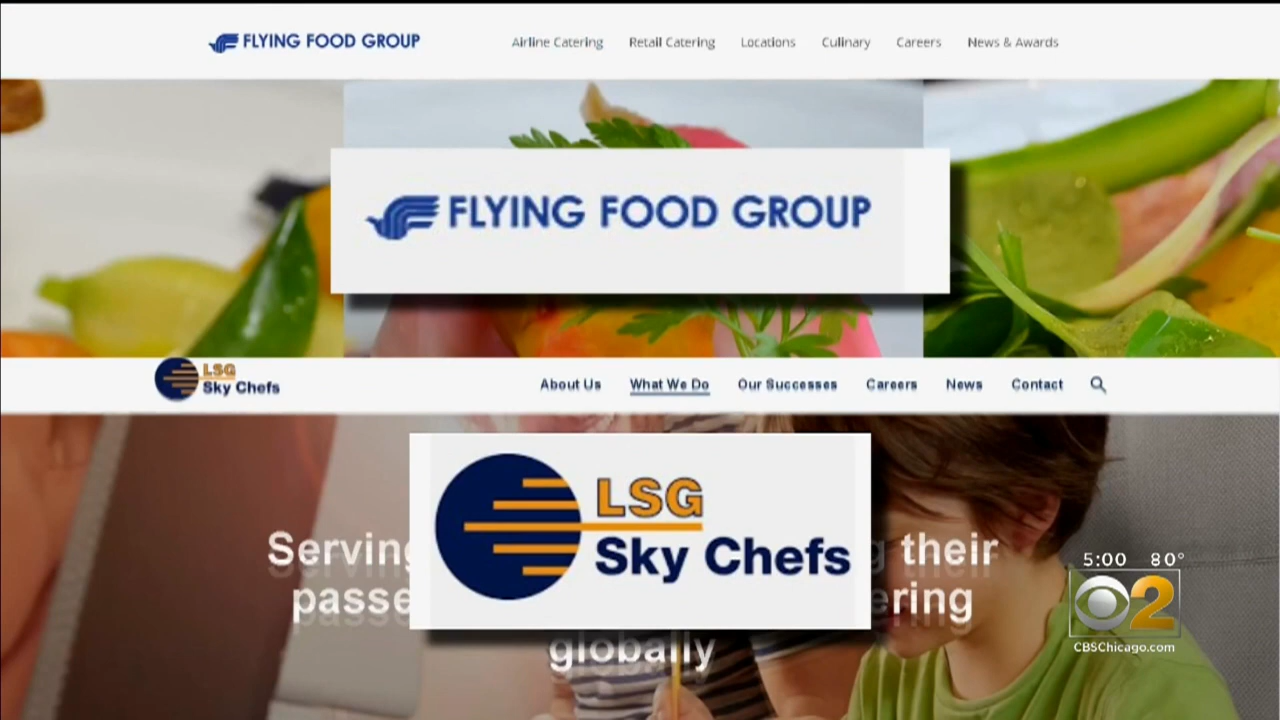 FLYING FOOD GROUP
Airline Catering Retail Catering Locations Culinary Careers News & Awards
FLYING FOOD GROUP
LSG
Sky Chefs
About Us What We Do Our Successes Careers News Contact
LSG
Sky Chefs
their
globally
5:00 80°
2
CBSChicago.com